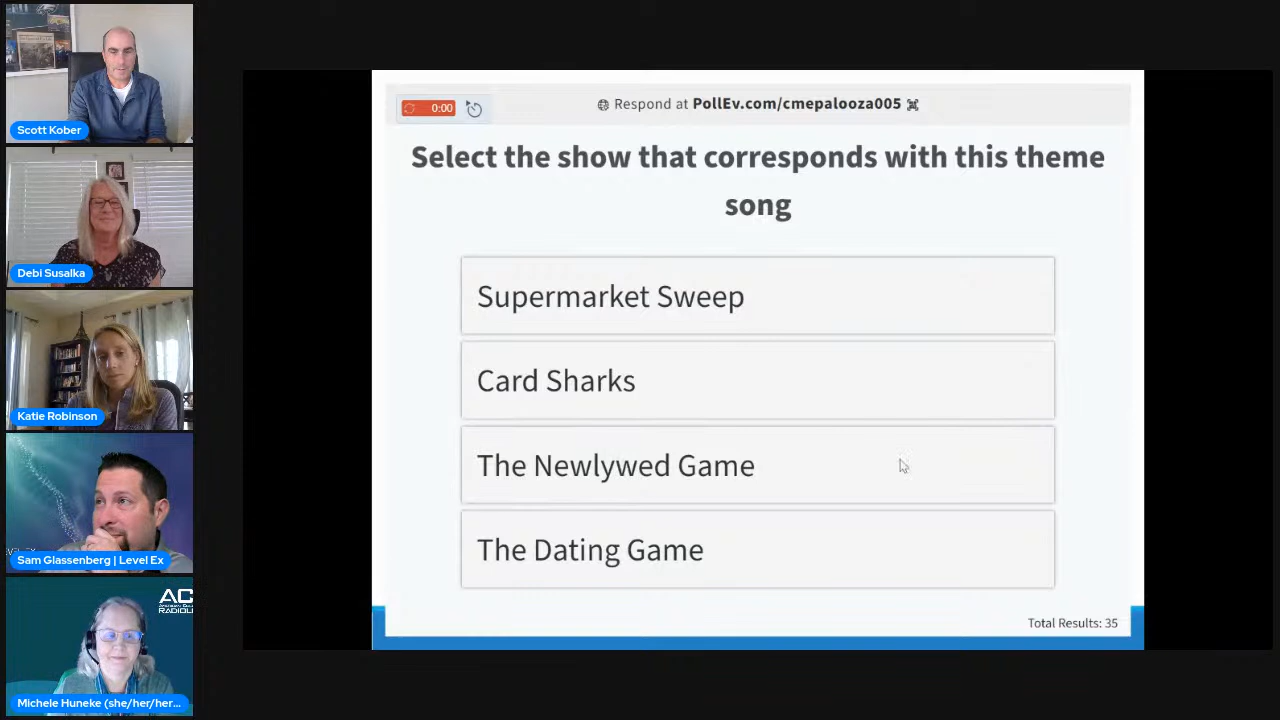 Scott Kober
Debi Susalka
Katie Robinson
Sam Glassenberg | Level Ex
AC
RADIOL
Michele Huneke (she/her/her...
0:00
Respond at PollEv.com/cmepalooza005
Select the show that corresponds with this theme
song
Supermarket Sweep
Card Sharks
The Newlywed Game
The Dating Game
Total Results: 35